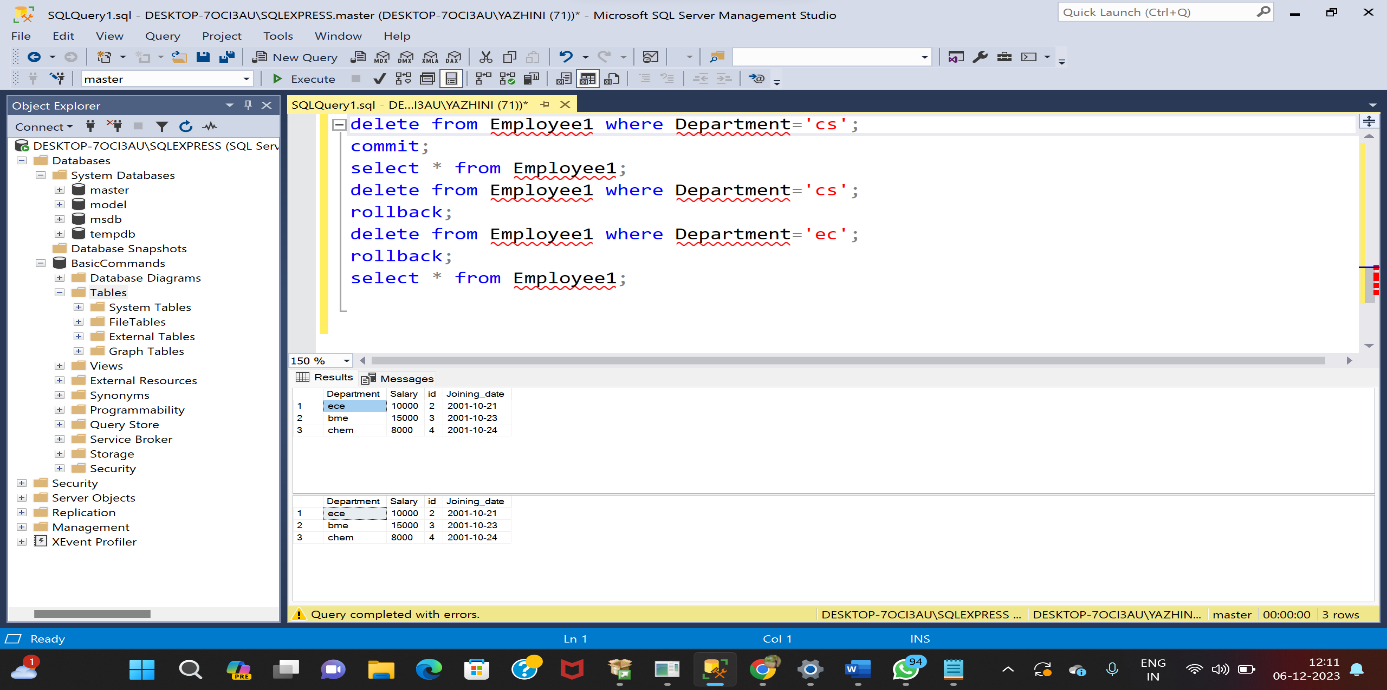 SQLQuery1.sql - DESKTOP-7OCI3AU\SQLEXPRESS.master (DESKTOP-7OCI3AU\YAZHINI (71))* - Microsoft SQL Server Management Studio
Quick Launch (Ctrl+Q)
File Edit View Query Project Tools Window Help
New Query MDX DMX XMLA DAX
master Execute
Object Explorer
SQLQuery1.sql - DE...I3AU\YAZHINI (71))*
Connect
DESKTOP-7OCI3AU\SQLEXPRESS (SQL Serv
Databases
System Databases
master
model
msdb
tempdb
Database Snapshots
BasicCommands
Database Diagrams
Tables
System Tables
FileTables
External Tables
Graph Tables
Views
External Resources
Synonyms
Programmability
Query Store
Service Broker
Storage
Security
Security
Server Objects
Replication
Management
XEvent Profiler
delete from Employee1 where Department='cs';
commit;
select * from Employee1;
delete from Employee1 where Department='cs';
rollback;
delete from Employee1 where Department='ec';
rollback;
select * from Employee1;
150 %
Results Messages
Department Salary id Joining_date
1 ece 10000 2 2001-10-21
2 bme 15000 3 2001-10-23
3 chem 8000 4 2001-10-24
Department Salary id Joining_date
1 ece 10000 2 2001-10-21
2 bme 15000 3 2001-10-23
3 chem 8000 4 2001-10-24
Query completed with errors. DESKTOP-7OCI3AU\SQLEXPRESS ... DESKTOP-7OCI3AU\YAZHIN... master 00:00:00 3 rows
Ready Ln 1 Col 1 INS
1 PRE 94 ENG 12:11
IN 06-12-2023